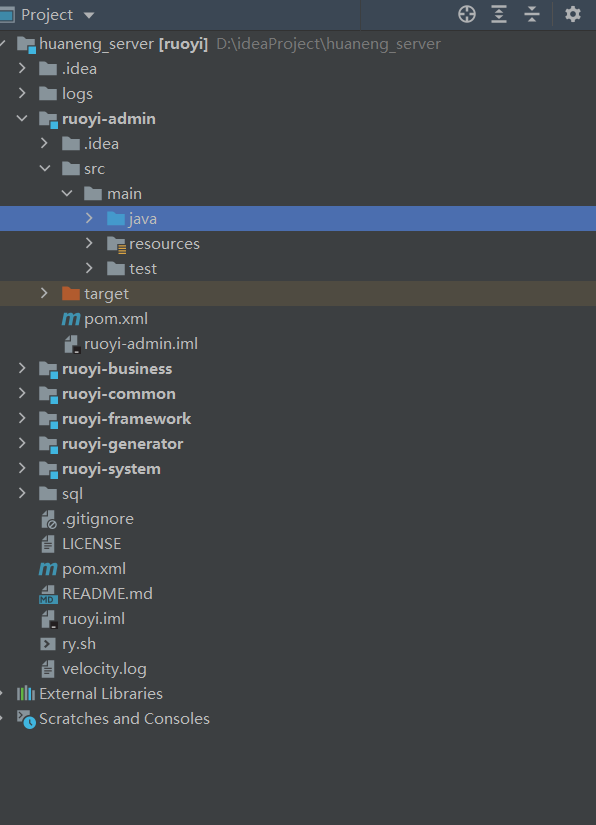 Project
huaneng_server [ruoyi] D:\ideaProject\huaneng_server
.idea
logs
ruoyi-admin
.idea
src
main
java
resources
test
target
pom.xml
ruoyi-admin.iml
ruoyi-business
ruoyi-common
ruoyi-framework
ruoyi-generator
ruoyi-system
sql
.gitignore
LICENSE
pom.xml
README.md
ruoyi.iml
ry.sh
velocity.log
External Libraries
Scratches and Consoles